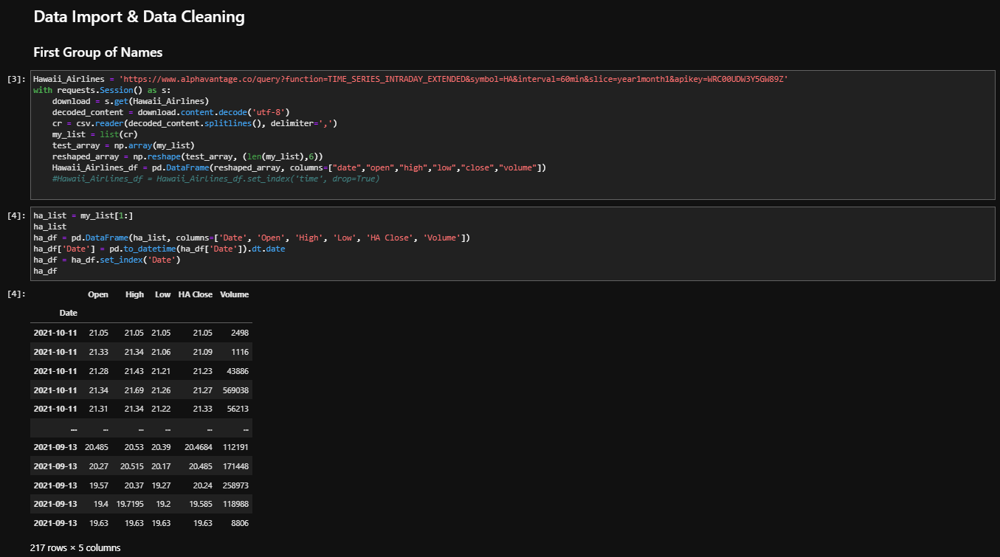 Data Import & Data Cleaning
First Group of Names
[3]: Hawaii_Airlines = 'https://www.alphavantage.co/query?function=TIME_SERIES_INTRADAY_EXTENDED&symbol=HA&interval=60min&slice=year1month1&apikey=WRC00UDW3Y5GW89Z'
with requests.Session() as s:
    download = s.get(Hawaii_Airlines)
    decoded_content = download.content.decode('utf-8')
    cr = csv.reader(decoded_content.splitlines(), delimiter=',')
    my_list = list(cr)
    test_array = np.array(my_list)
    reshaped_array = np.reshape(test_array, (len(my_list),6))
    Hawaii_Airlines_df = pd.DataFrame(reshaped_array, columns=["date","open","high","low","close","volume"])
    #Hawaii_Airlines_df = Hawaii_Airlines_df.set_index('time', drop=True)
[4]: ha_list = my_list[1:]
ha_list
ha_df = pd.DataFrame(ha_list, columns=['Date', 'Open', 'High', 'Low', 'HA Close', 'Volume'])
ha_df['Date'] = pd.to_datetime(ha_df['Date']).dt.date
ha_df = ha_df.set_index('Date')
ha_df
[4]: Open High Low HA Close Volume
Date
2021-10-11 21.05 21.05 21.05 21.05 2498
2021-10-11 21.33 21.34 21.06 21.09 1116
2021-10-11 21.28 21.43 21.21 21.23 43886
2021-10-11 21.34 21.69 21.26 21.27 569038
2021-10-11 21.31 21.34 21.22 21.33 56213
... ... ... ... ... ...
2021-09-13 20.485 20.53 20.39 20.4684 112191
2021-09-13 20.27 20.515 20.17 20.485 171448
2021-09-13 19.57 20.37 19.27 20.24 258973
2021-09-13 19.4 19.7195 19.2 19.585 118988
2021-09-13 19.63 19.63 19.63 19.63 8806
217 rows × 5 columns